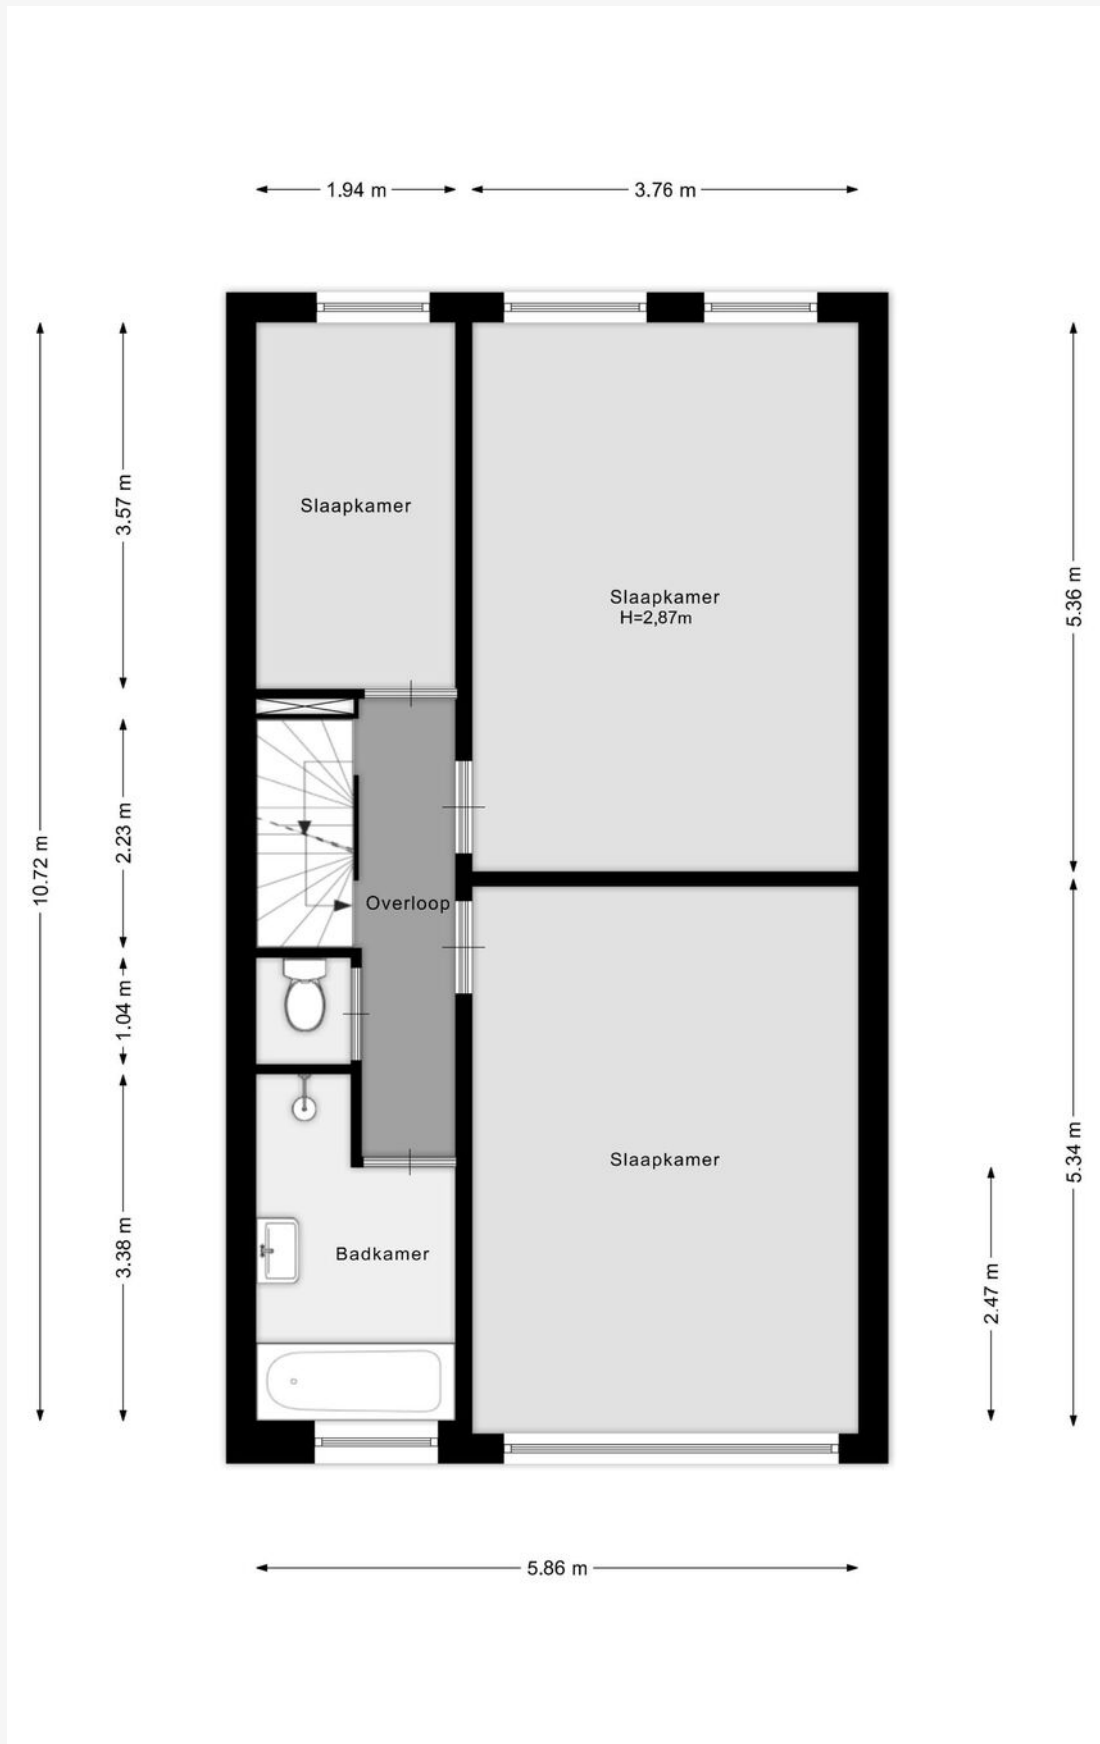 1.94 m
3.76 m
3.57 m
Slaapkamer
Slaapkamer
H=2,87m
5.36 m
2.23 m
10.72 m
Overloop
1.04 m
Slaapkamer
5.34 m
3.38 m
Badkamer
2.47 m
5.86 m